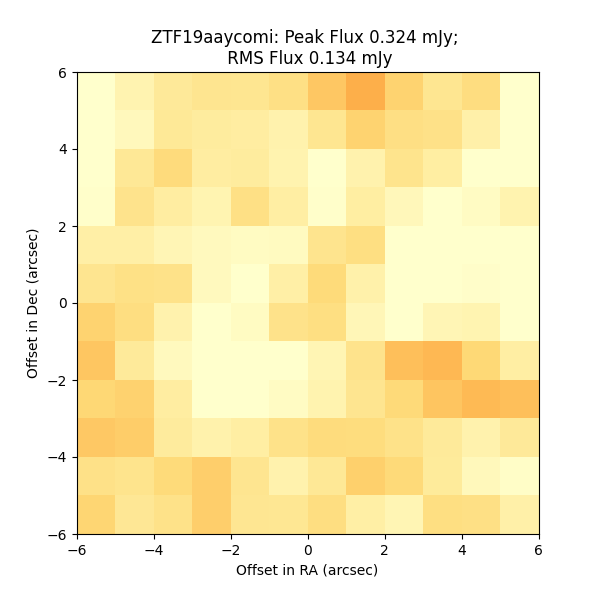 ZTF19aaycomi: Peak Flux 0.324 mJy;
RMS Flux 0.134 mJy
6
4
2
0
−2
−4
−6
Offset in Dec (arcsec)
−6 −4 −2 0 2 4 6
Offset in RA (arcsec)